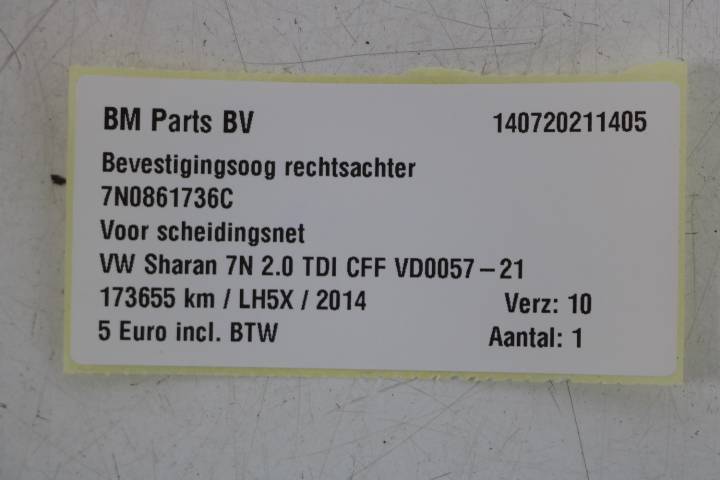 BM Parts BV 140720211405
Bevestigingsoog rechtsachter
7N0861736C
Voor scheidingsnet
VW Sharan 7N 2.0 TDI CFF VD0057-21
173655 km / LH5X / 2014 Verz: 10
5 Euro incl. BTW Aantal: 1